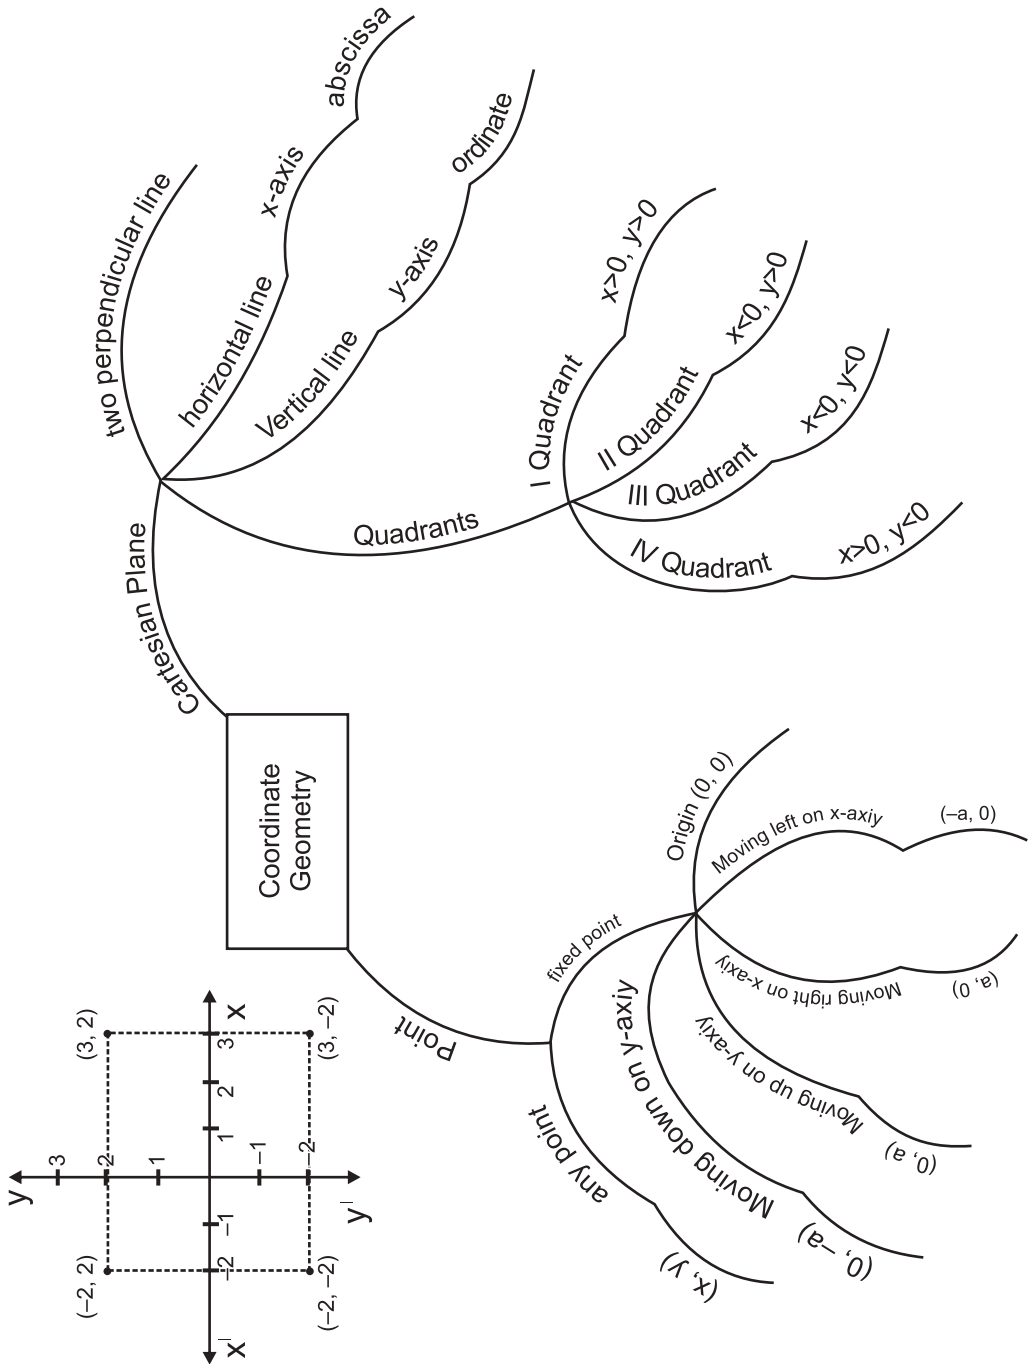 Coordinate
Geometry
Cartesian Plane
two perpendicular line
horizontal line
x-axis
abscissa
Vertical line
y-axis
ordinate
Quadrants
I Quadrant
x>0, y>0
II Quadrant
x<0, y>0
III Quadrant
x<0, y<0
IV Quadrant
x>0, y<0
Point
fixed point
Origin (0, 0)
Moving left on x-axiy
(–a, 0)
Moving right on x-axiy
(a, 0)
Moving up on y-axiy
(0, a)
Moving down on y-axiy
(0, –a)
any point
(x, y)
y
3
(–2, 2)
2
(3, 2)
1
x̄
–2
–1
1
2
3
x
–1
(–2, –2)
–2
(3, –2)
ȳ